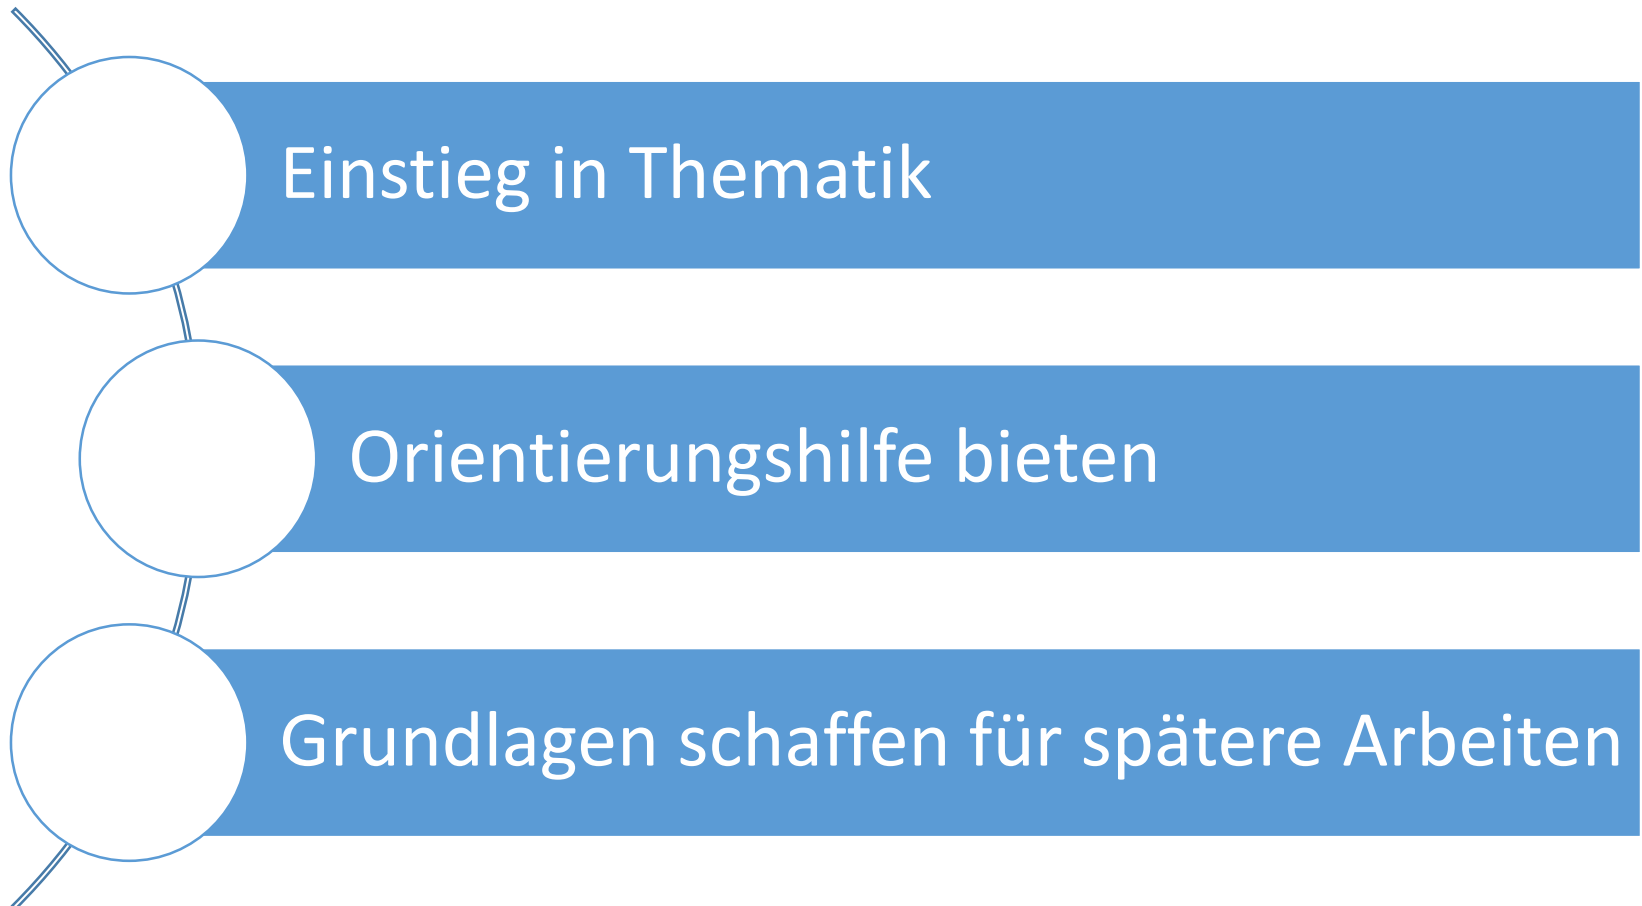 Einstieg in Thematik
Orientierungshilfe bieten
Grundlagen schaffen für spätere Arbeiten